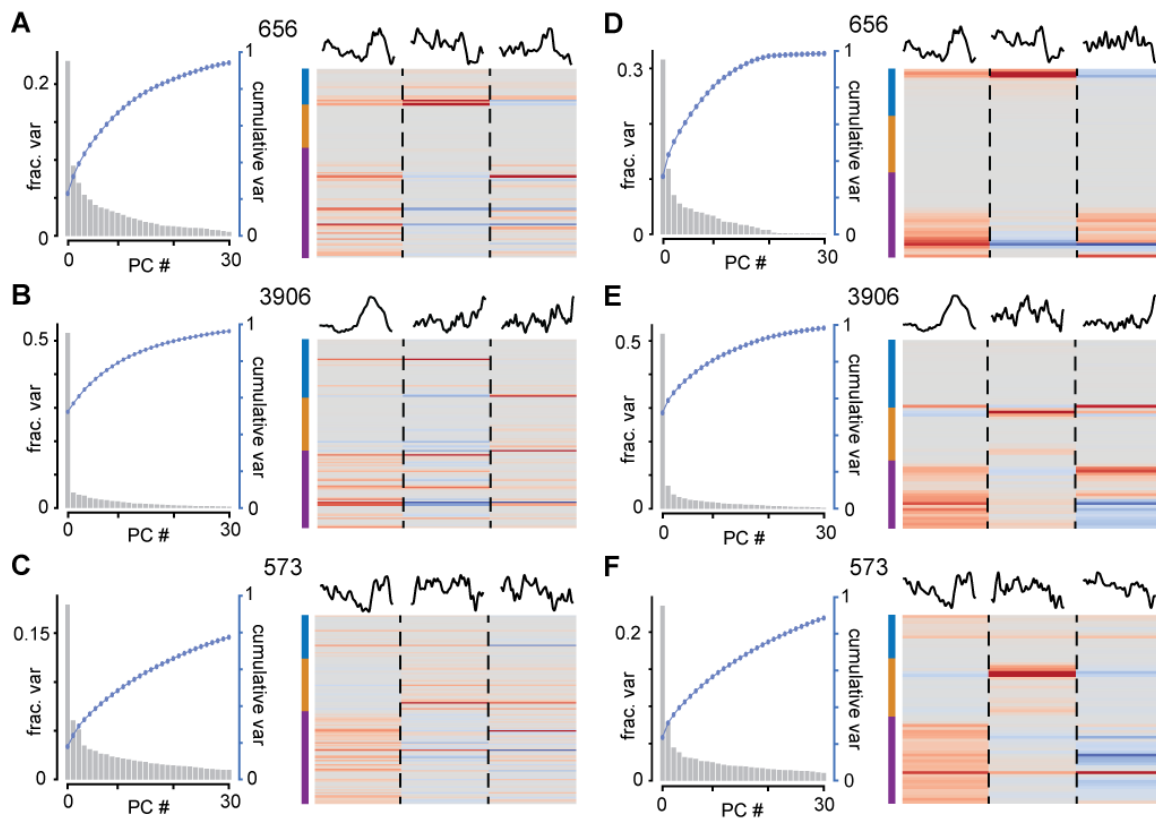 A
656
0.2
0
frac. var
0
30
PC #
1
0
cumulative var
D
656
0.3
0
frac. var
0
30
PC #
1
0
cumulative var
B
3906
0.5
0
frac. var
0
30
PC #
1
0
cumulative var
E
3906
0.5
0
frac. var
0
30
PC #
1
0
cumulative var
C
573
0.15
0
frac. var
0
30
PC #
1
0
cumulative var
F
573
0.2
0
frac. var
0
30
PC #
1
0
cumulative var